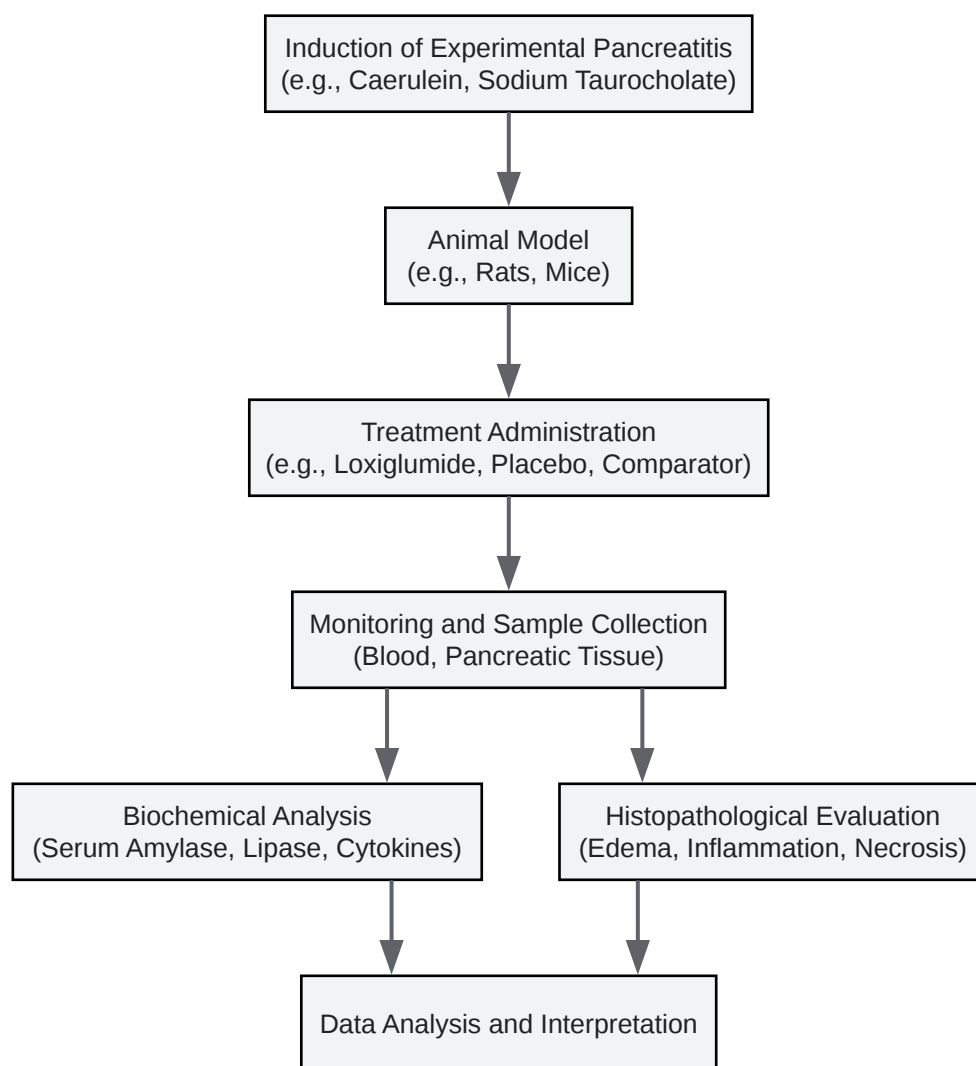 Induction of Experimental Pancreatitis
(e.g., Caerulein, Sodium Taurocholate)
Animal Model
(e.g., Rats, Mice)
Treatment Administration
(e.g., Loxiglumide, Placebo, Comparator)
Monitoring and Sample Collection
(Blood, Pancreatic Tissue)
Biochemical Analysis
(Serum Amylase, Lipase, Cytokines)
Histopathological Evaluation
(Edema, Inflammation, Necrosis)
Data Analysis and Interpretation